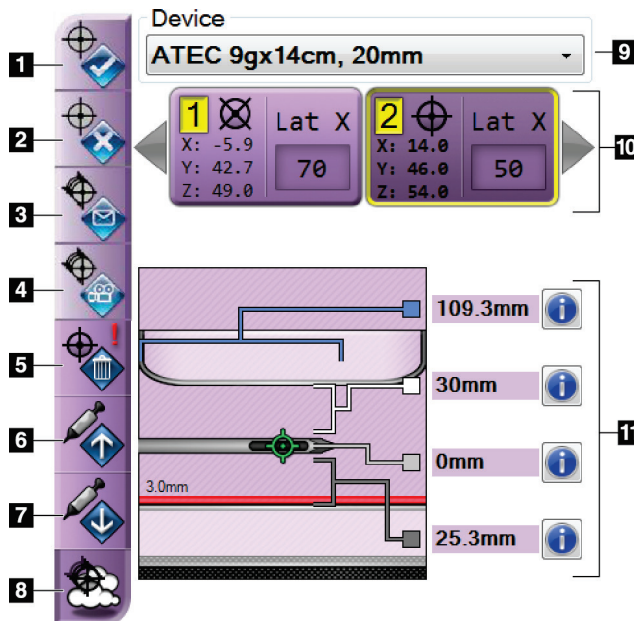 Device
1
ATEC 9gx14cm, 20mm
9
1 Lat X
X: -5.9
Y: 42.7
Z: 49.0
70
2 Lat X
X: 14.0
Y: 46.0
Z: 54.0
50
10
2
3
4
5
!
6
7
8
109.3mm
30mm
0mm
3.0mm
25.3mm
11